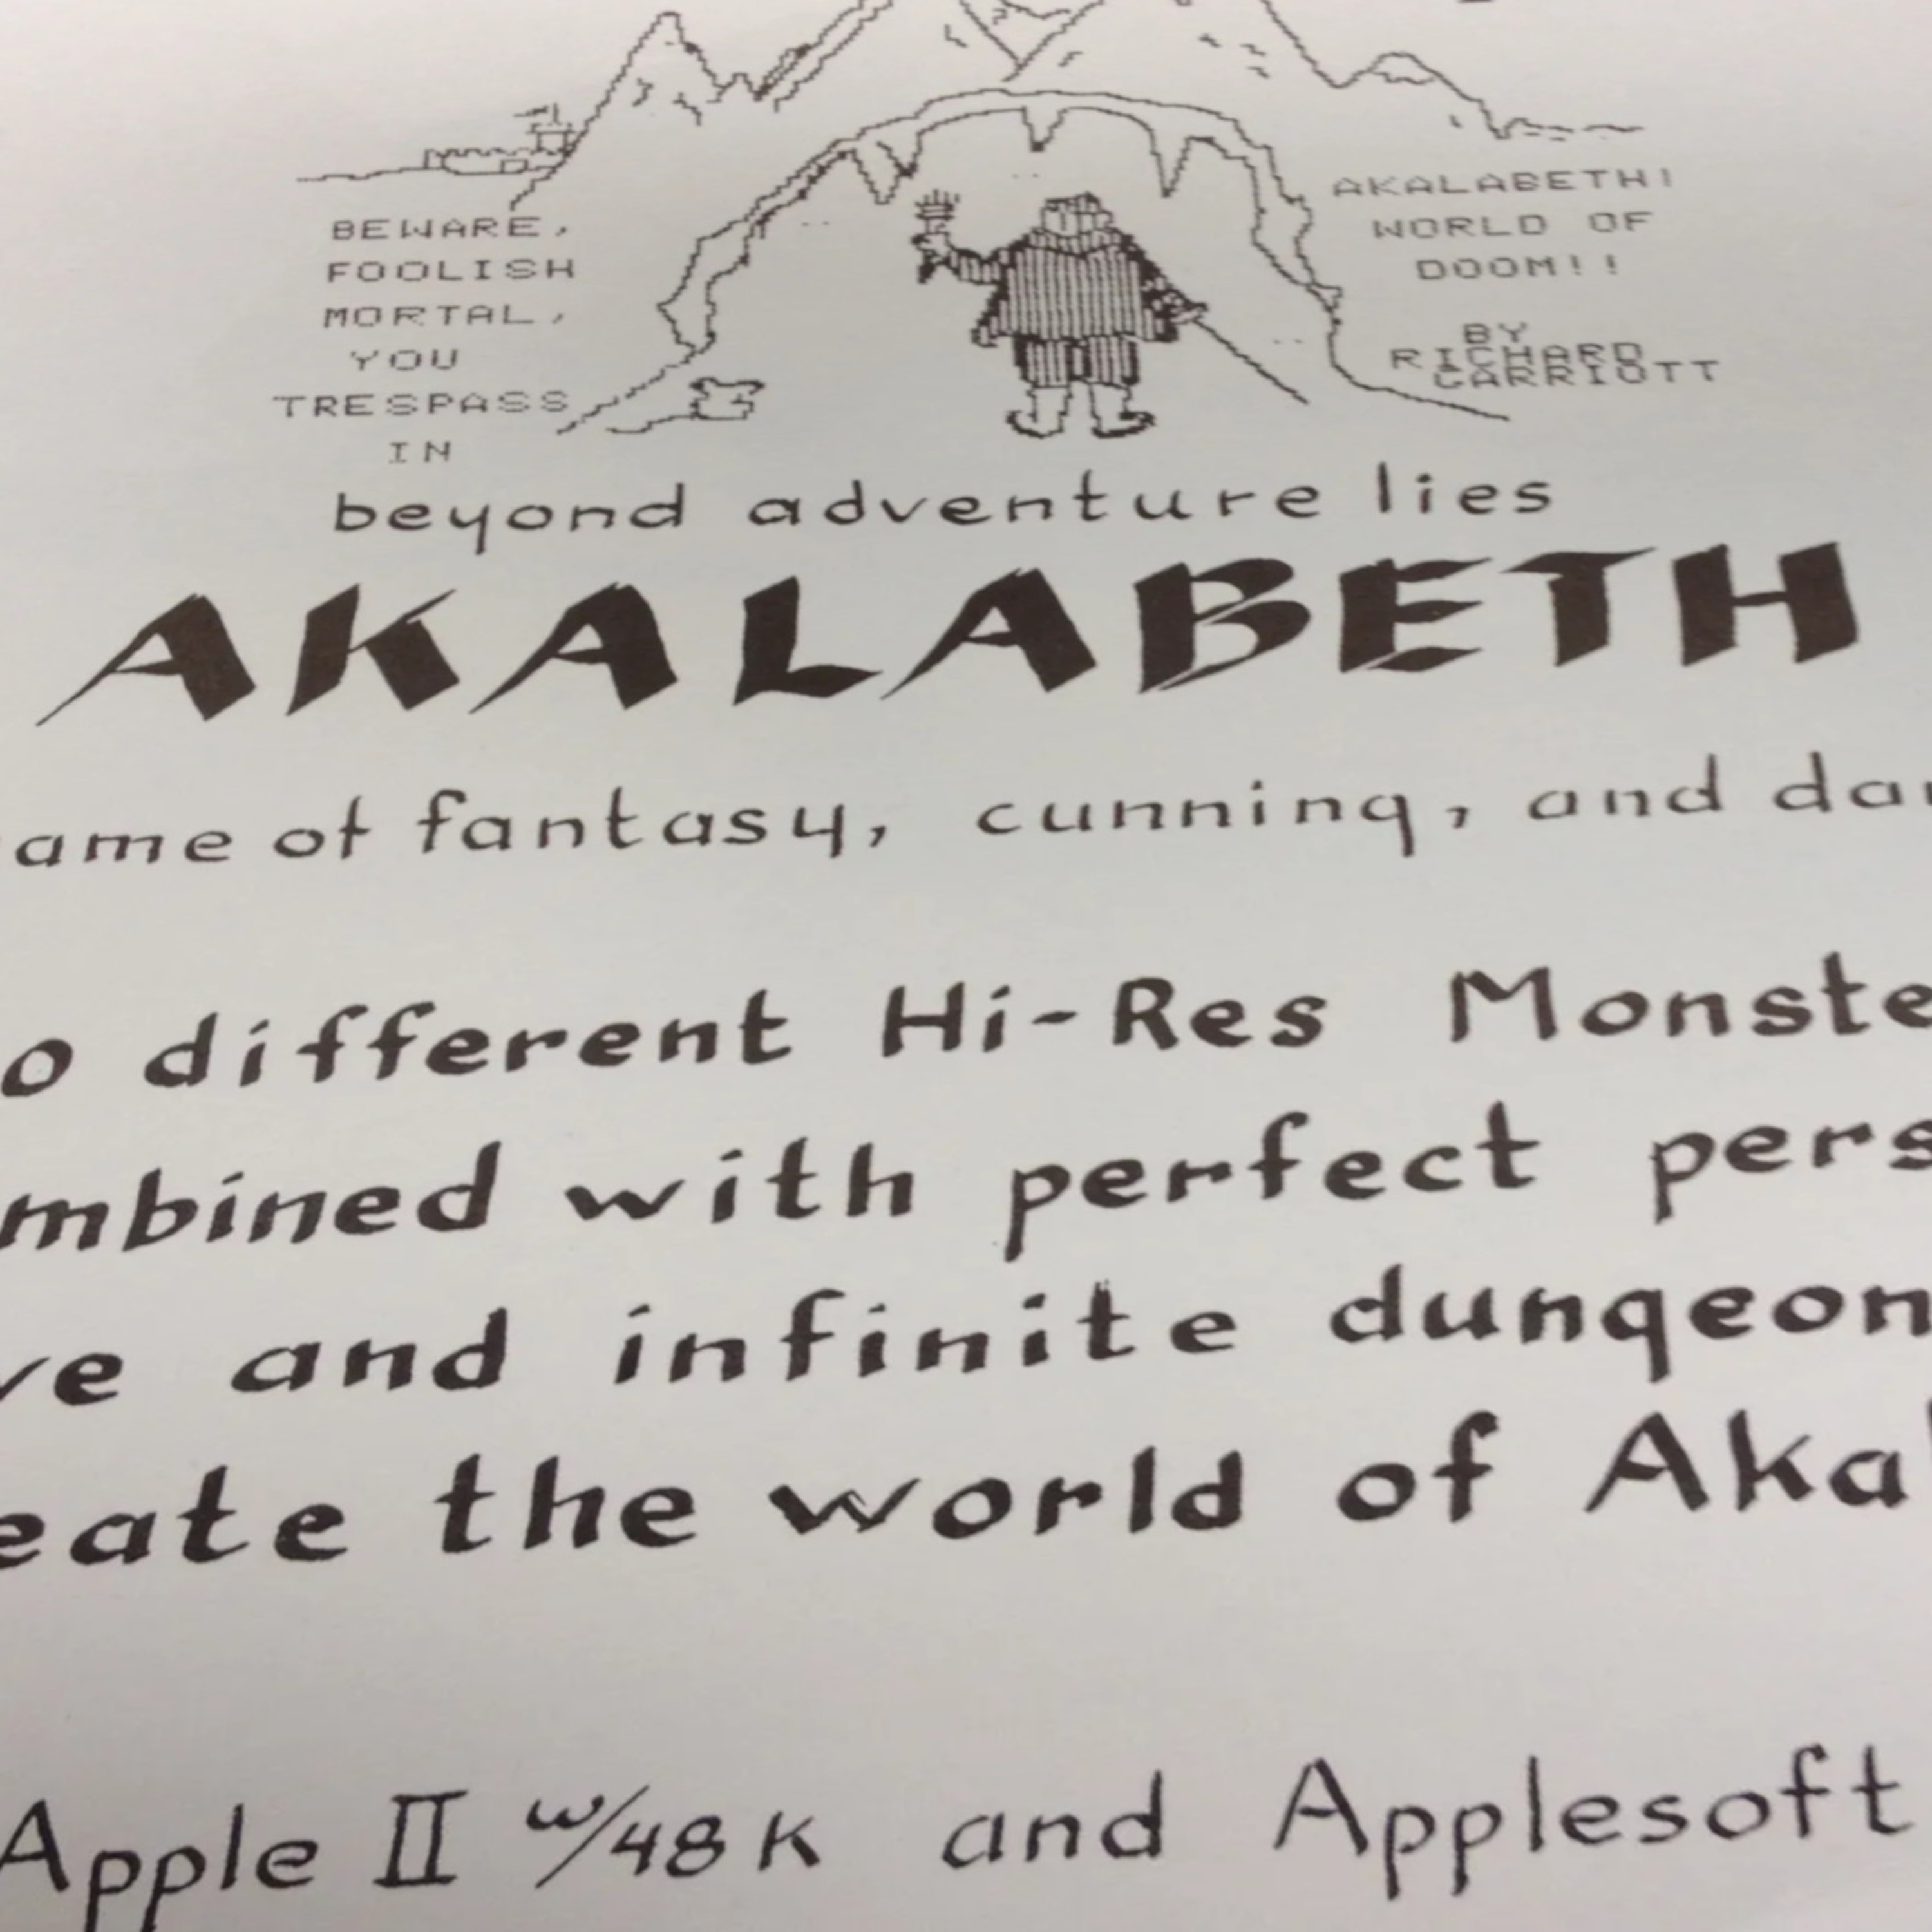 BEWARE,
FOOLISH
MORTAL,
YOU
TRESPASS
IN
AKALABETH!
WORLD OF
DOOM!!
BY
RICHARD
GARRIOTT
beyond adventure lies
AKALABETH
ame of fantasy, cunning, and da
o different Hi-Res Monste
mbined with perfect pers
ve and infinite dungeon
eate the world of Aka
Apple II w/48K and Applesoft